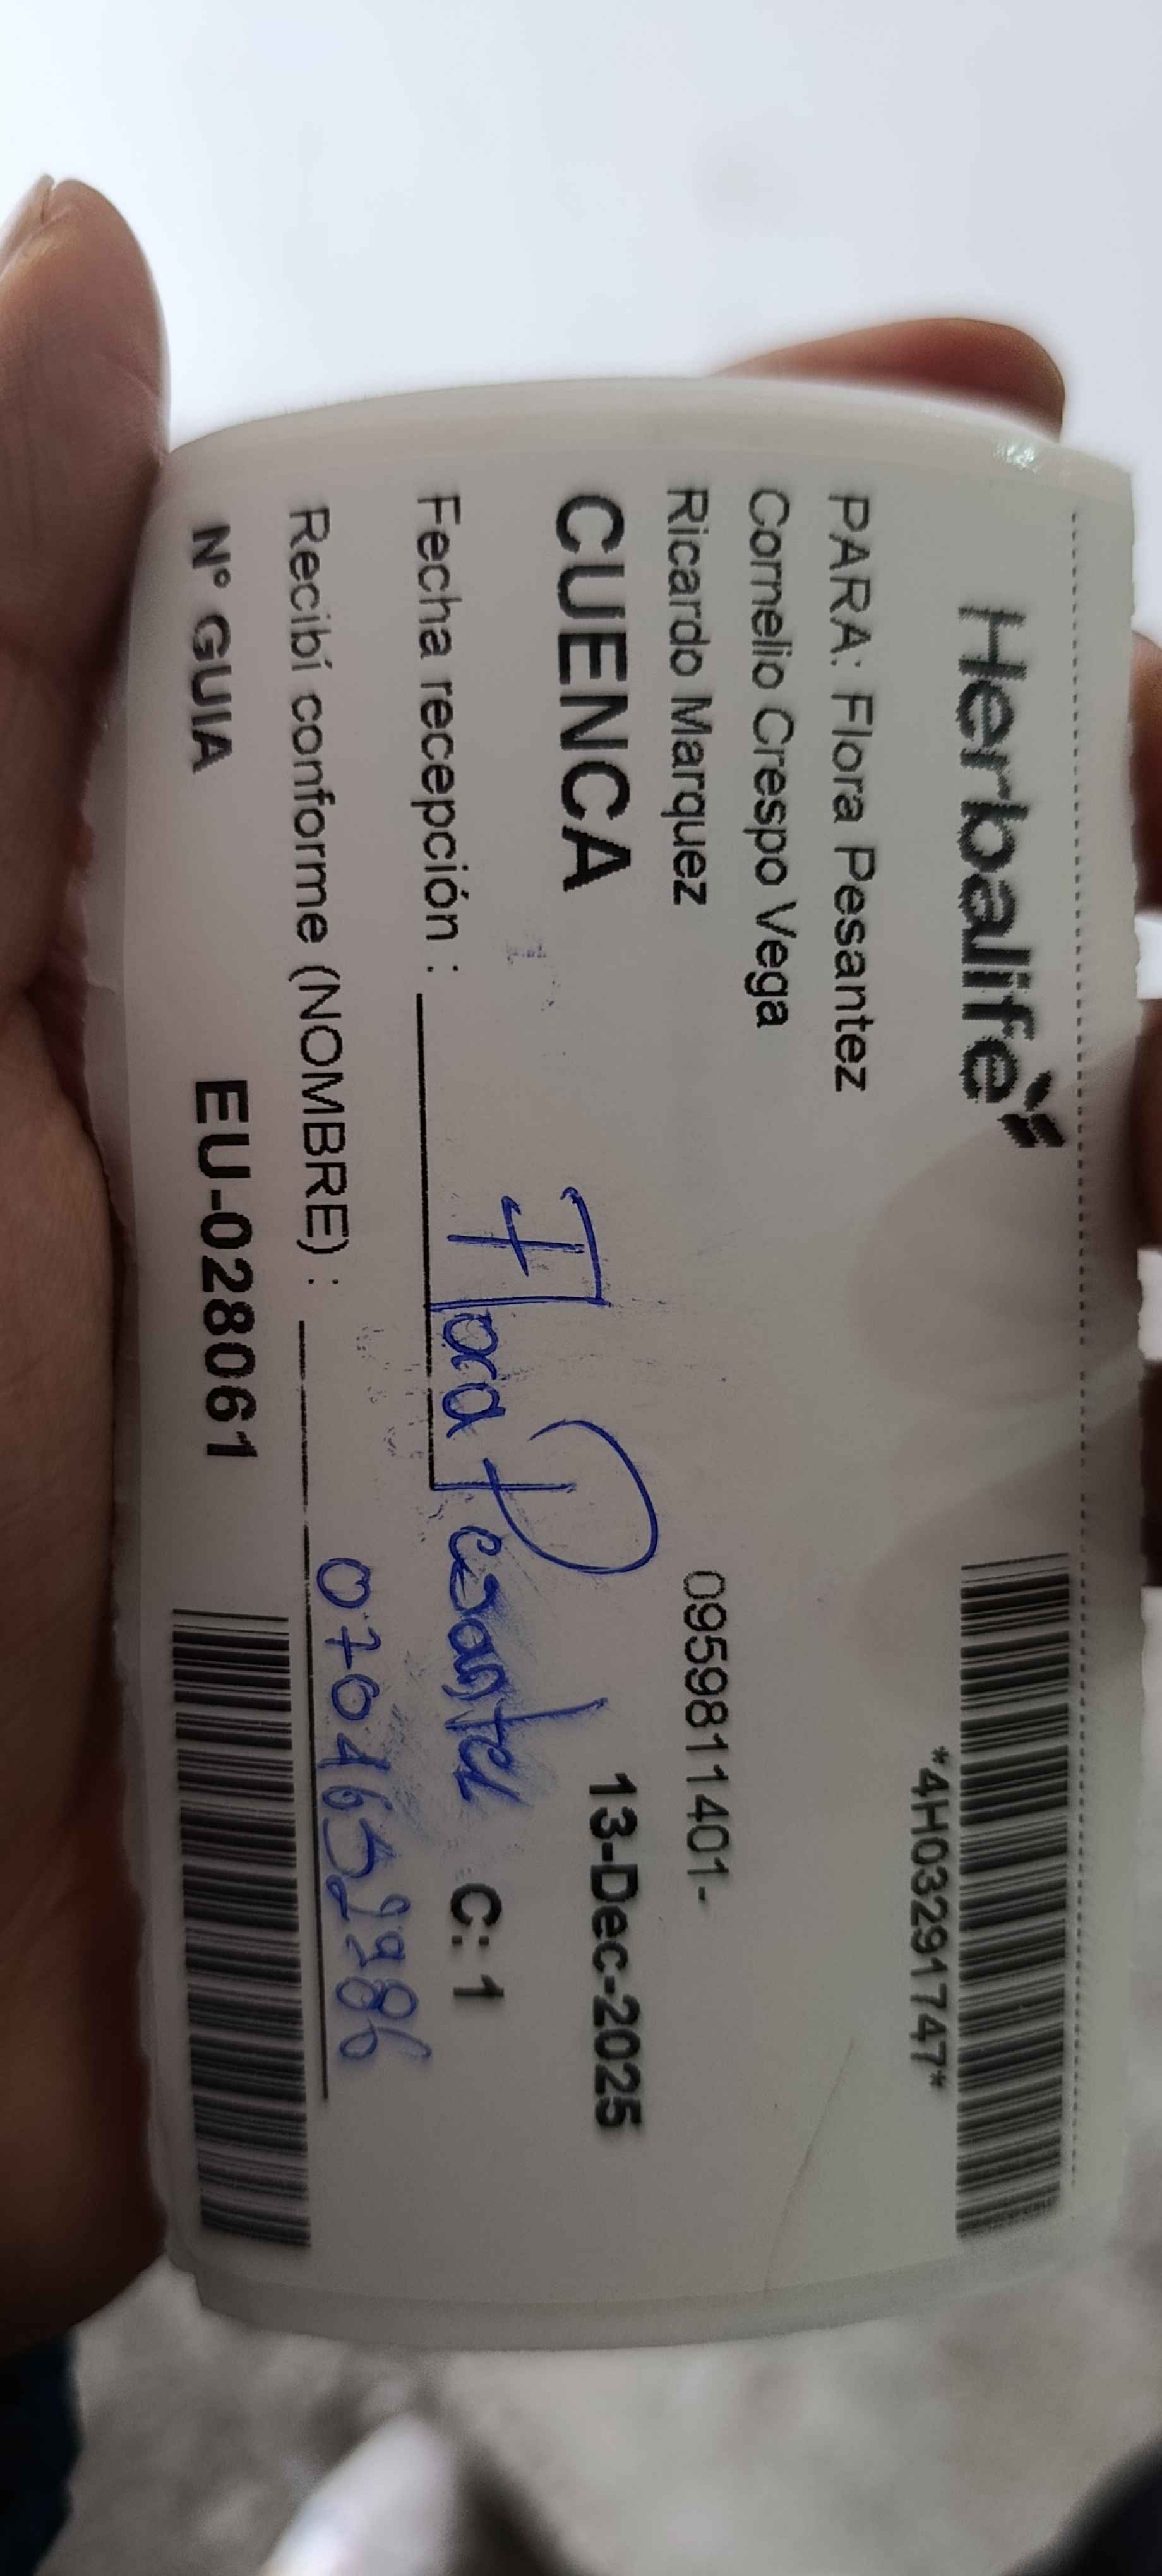 Herbalife
*4H03291747*
PARA: Flora Pesantez
Cornelio Crespo Vega
Ricardo Marquez 0959811401-
CUENCA 13-Dec-2025
Fecha recepción : Flora Pesantez C: 1
Recibí conforme (NOMBRE) : 0704652986
N° GUIA EU-028061